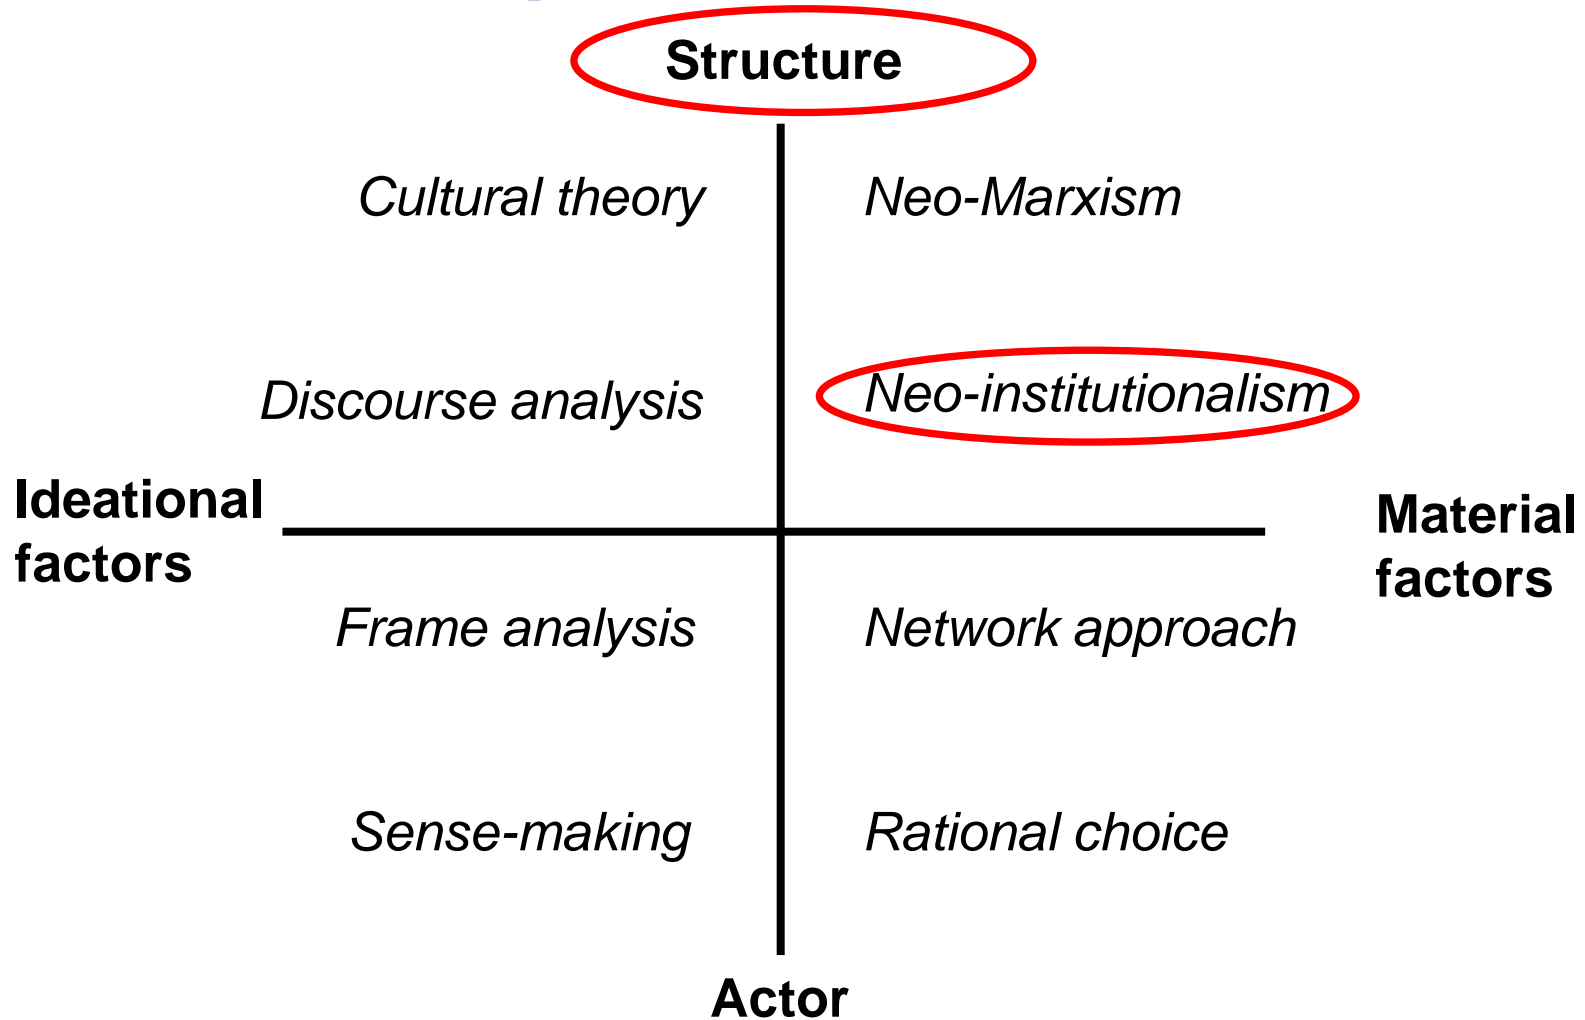 Structure
Cultural theory
Neo-Marxism
Discourse analysis
Neo-institutionalism
Ideational
factors
Material
factors
Frame analysis
Network approach
Sense-making
Rational choice
Actor